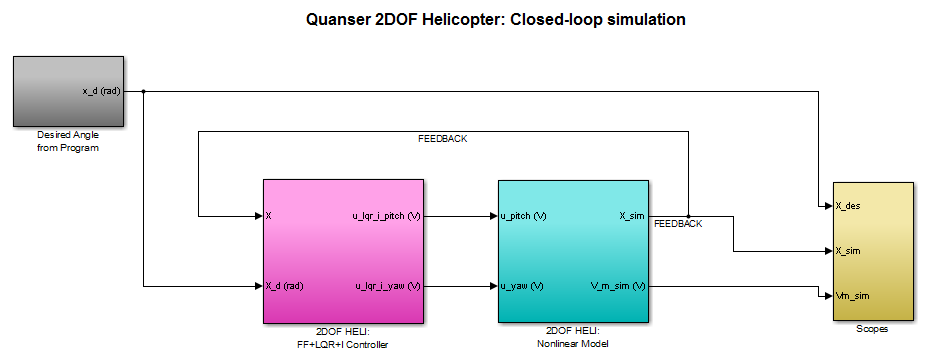 Quanser 2DOF Helicopter: Closed-loop simulation
x_d (rad)
Desired Angle
from Program
FEEDBACK
X
u_lqr_i_pitch (V)
X_d (rad)
u_lqr_i_yaw (V)
2DOF HELI:
FF+LQR+I Controller
u_pitch (V)
X_sim
u_yaw (V)
V_m_sim (V)
2DOF HELI:
Nonlinear Model
FEEDBACK
X_des
X_sim
Vm_sim
Scopes